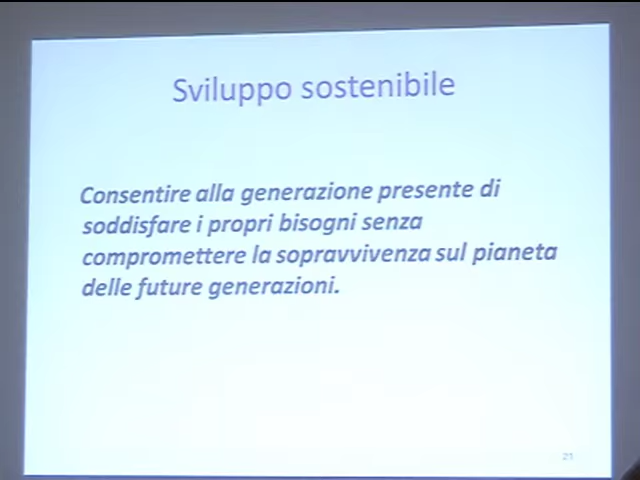 Sviluppo sostenibile
Consentire alla generazione presente di
soddisfare i propri bisogni senza
compromettere la sopravvivenza sul pianeta
delle future generazioni.
21